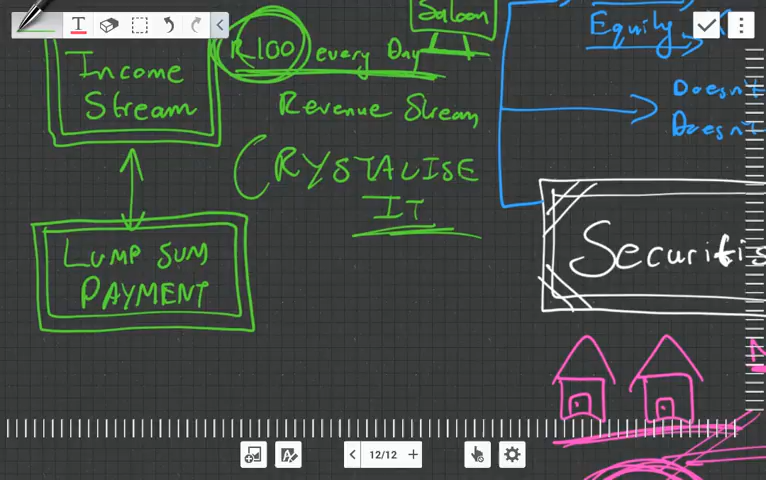 Saloon
R100 every Day
Income
Stream
Revenue Stream
CRYSTALISE
IT
LUMP SUM
PAYMENT
Equity
Doesn't
Doesn't
Securitis
T
12/12